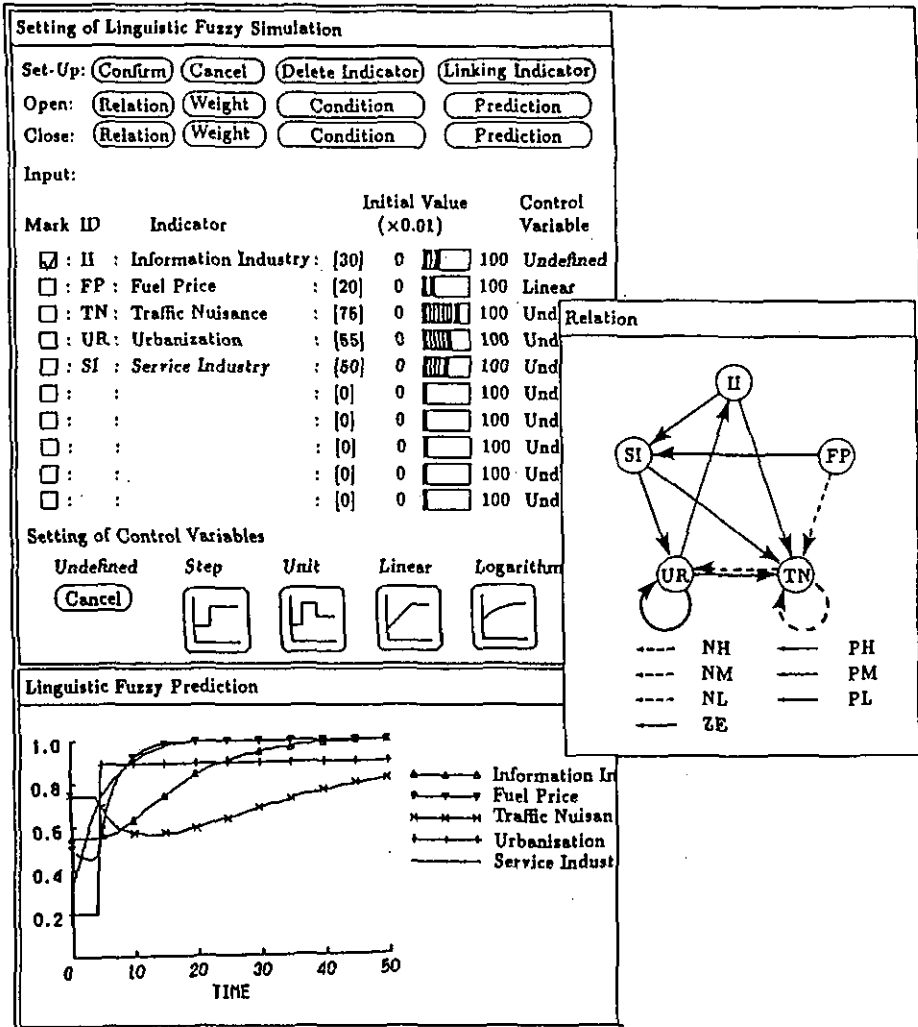 Setting of Linguistic Fuzzy Simulation
Set-Up: Confirm Cancel Delete Indicator Linking Indicator
Open: Relation Weight Condition Prediction
Close: Relation Weight Condition Prediction
Input:
Initial Value Control
Mark ID Indicator (×0.01) Variable
: II : Information Industry : [30] 0 100 Undefined
: FP : Fuel Price : [20] 0 100 Linear
: TN : Traffic Nuisance : [75] 0 100 Und
: UR : Urbanization : [55] 0 100 Und
: SI : Service Industry : [50] 0 100 Und
: : : [0] 0 100 Und
: : : [0] 0 100 Und
: : : [0] 0 100 Und
: : : [0] 0 100 Und
: : : [0] 0 100 Und
Setting of Control Variables
Undefined Step Unit Linear Logarithm
Cancel
Relation
II
SI
FP
UR
TN
NH PH
NM PM
NL PL
ZE
Linguistic Fuzzy Prediction
1.0
0.8
0.6
0.4
0.2
0 10 20 30 40 50
TIME
Information In
Fuel Price
Traffic Nuisan
Urbanisation
Service Indust